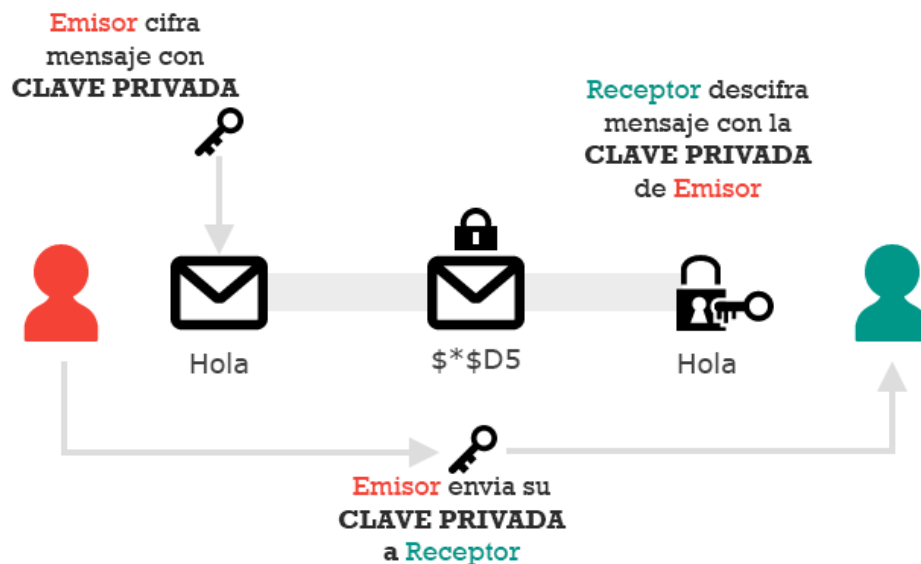 Emisor cifra
mensaje con
CLAVE PRIVADA
Receptor descifra
mensaje con la
CLAVE PRIVADA
de Emisor
Hola
$*$D5
Hola
Emisor envia su
CLAVE PRIVADA
a Receptor